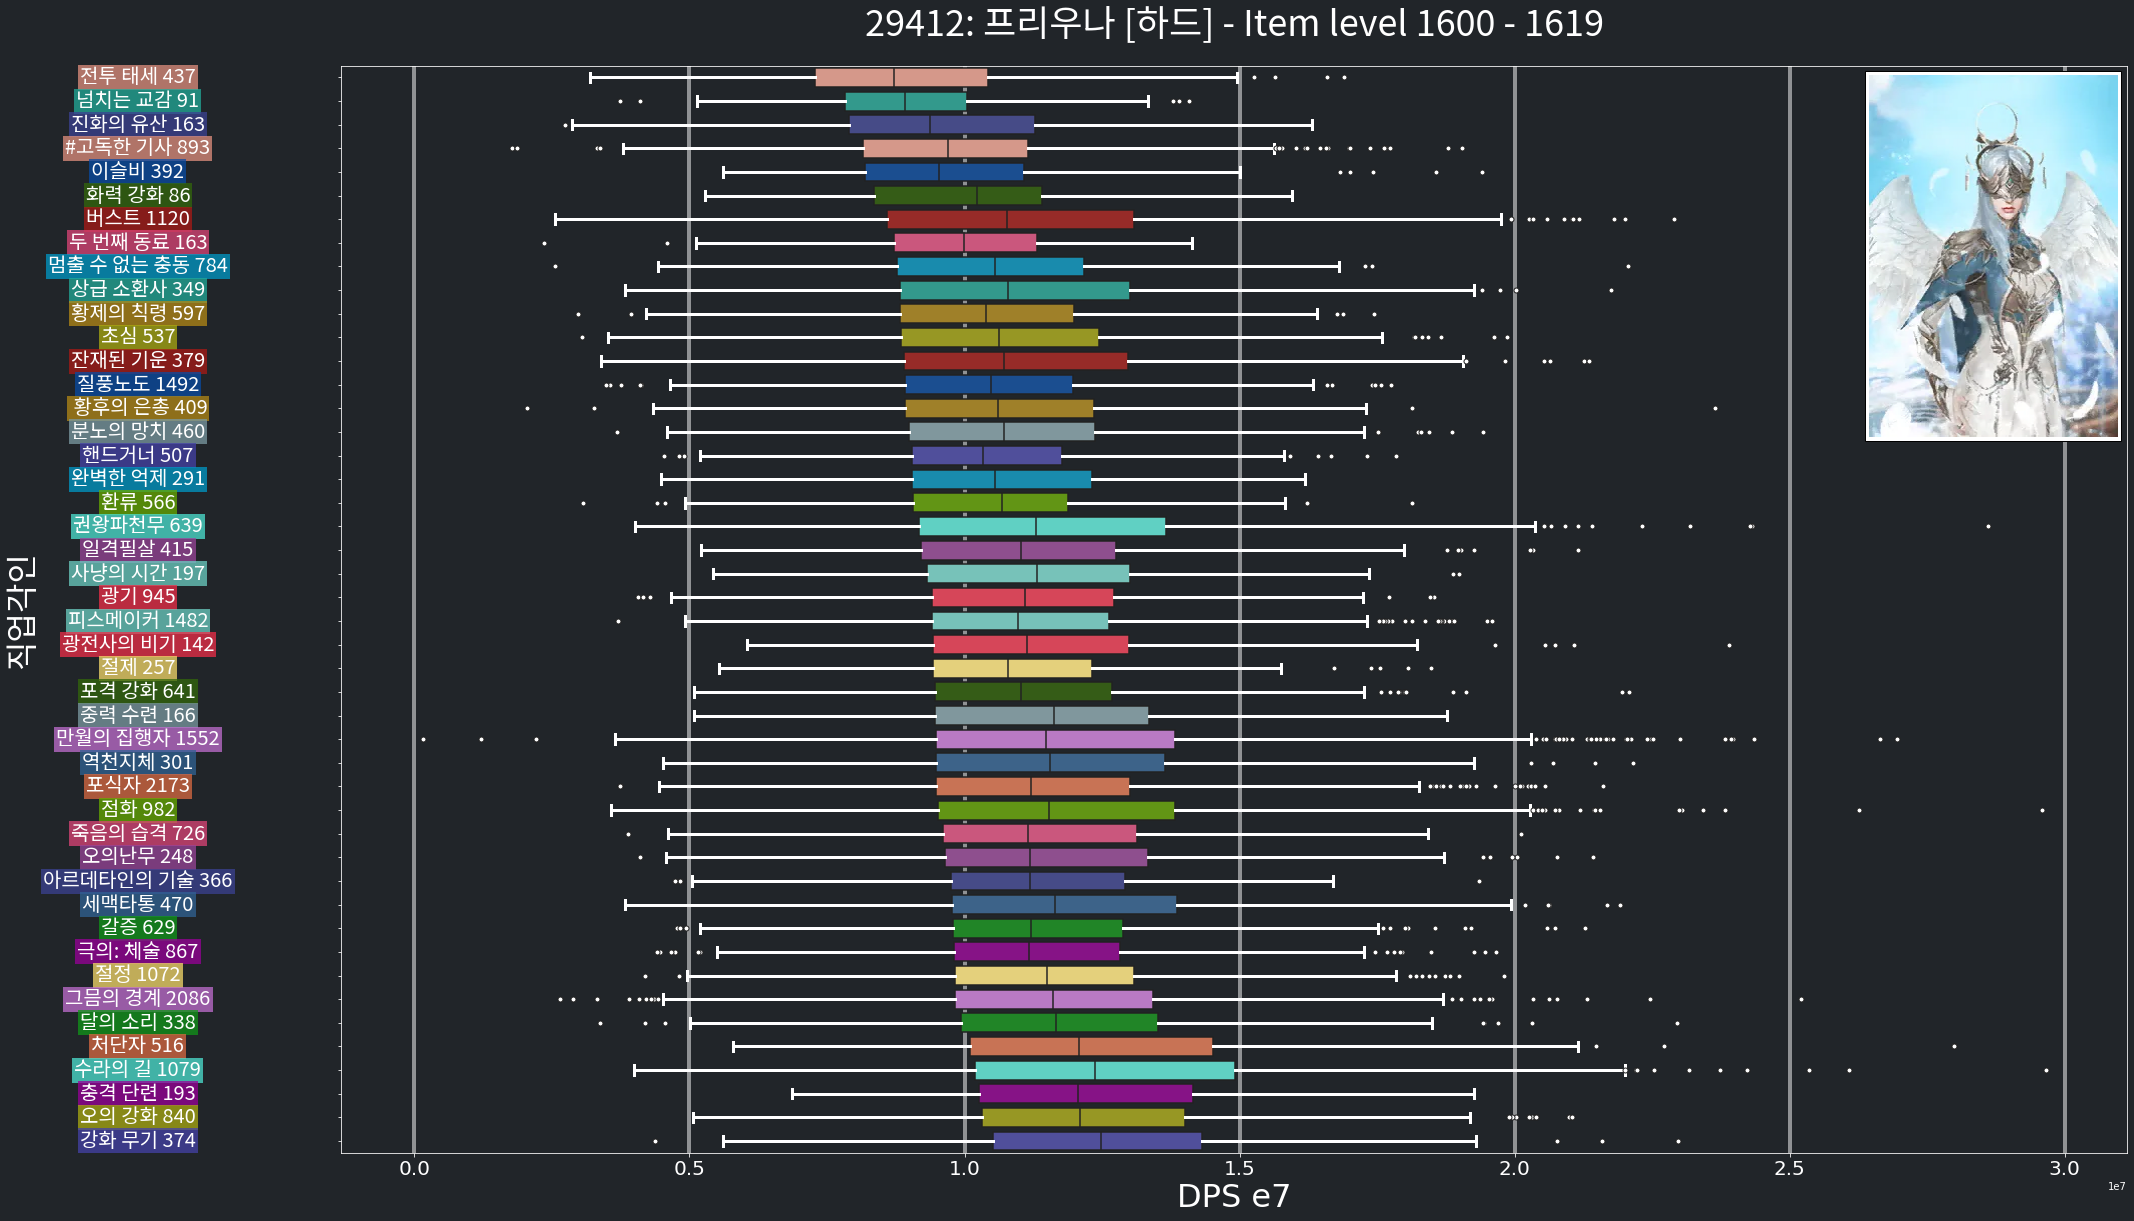 29412: 프리우나 [하드] - Item level 1600 - 1619
직업각인
전투 태세 437
넘치는 교감 91
진화의 유산 163
#고독한 기사 893
이슬비 392
화력 강화 86
버스트 1120
두 번째 동료 163
멈출 수 없는 충동 784
상급 소환사 349
황제의 칙령 597
초심 537
잔재된 기운 379
질풍노도 1492
황후의 은총 409
분노의 망치 460
핸드거너 507
완벽한 억제 291
환류 566
권왕파천무 639
일격필살 415
사냥의 시간 197
광기 945
피스메이커 1482
광전사의 비기 142
절제 257
포격 강화 641
중력 수련 166
만월의 집행자 1552
역천지체 301
포식자 2173
점화 982
죽음의 습격 726
오의난무 248
아르데타인의 기술 366
세맥타통 470
갈증 629
극의: 체술 867
절정 1072
그믐의 경계 2086
달의 소리 338
처단자 516
수라의 길 1079
충격 단련 193
오의 강화 840
강화 무기 374
0.0 0.5 1.0 1.5 2.0 2.5 3.0
DPS e7
1e7